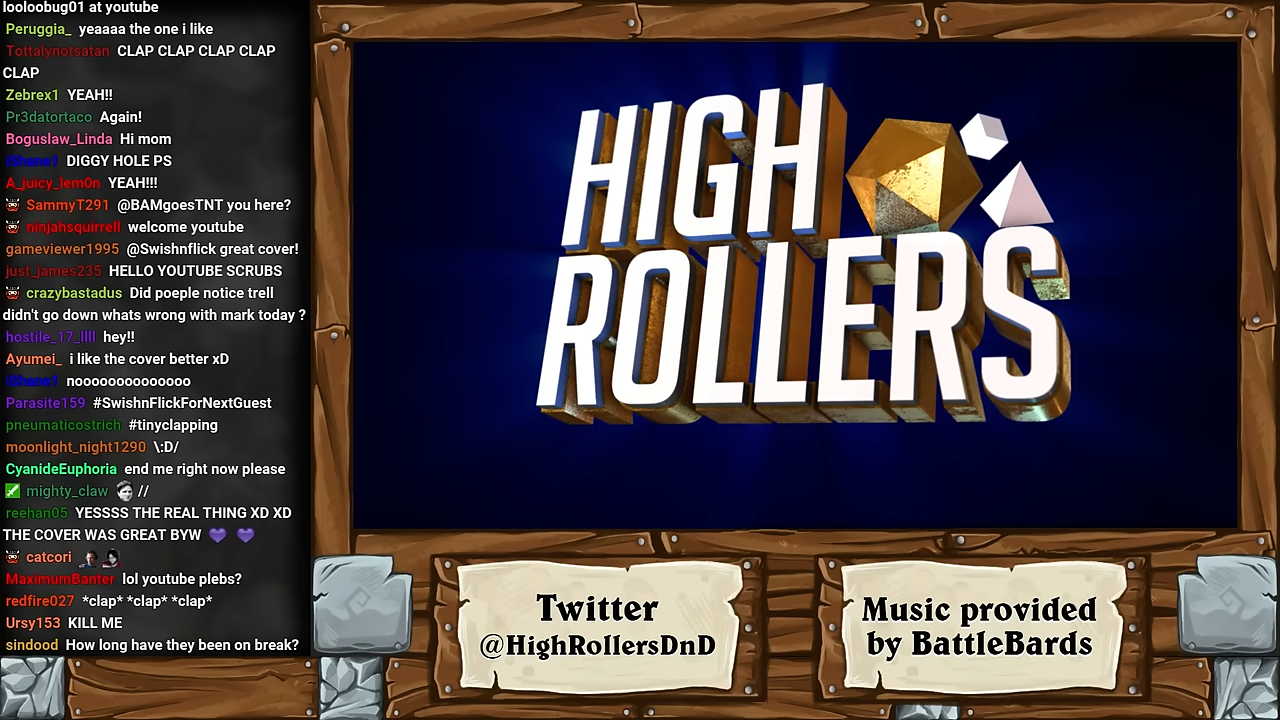 looloobug01 at youtube
Peruggia_ yeaaaa the one i like
Tottalynotsatan CLAP CLAP CLAP CLAP
CLAP
Zebrex1 YEAH!!
Pr3datortaco Again!
Boguslaw_Linda Hi mom
iShane1 DIGGY HOLE PS
A_juicy_lem0n YEAH!!!
SammyT291 @BAMgoesTNT you here?
ninjahsquirrell welcome youtube
gameviewer1995 @Swishnflick great cover!
just_james235 HELLO YOUTUBE SCRUBS
crazybastadus Did poeple notice trell
didn't go down whats wrong with mark today ?
hostile_17_llll hey!!
Ayumei_ i like the cover better xD
iShane1 noooooooooooooo
Parasite159 #SwishnFlickForNextGuest
pneumaticostrich #tinyclapping
moonlight_night1290 \:D/
CyanideEuphoria end me right now please
mighty_claw //
reehan05 YESSSS THE REAL THING XD XD
THE COVER WAS GREAT BYW
catcori
MaximumBanter lol youtube plebs?
redfire027 *clap* *clap* *clap*
Ursy153 KILL ME
sindood How long have they been on break?
HIGH
ROLLERS
Twitter
@HighRollersDnD
Music provided
by BattleBards